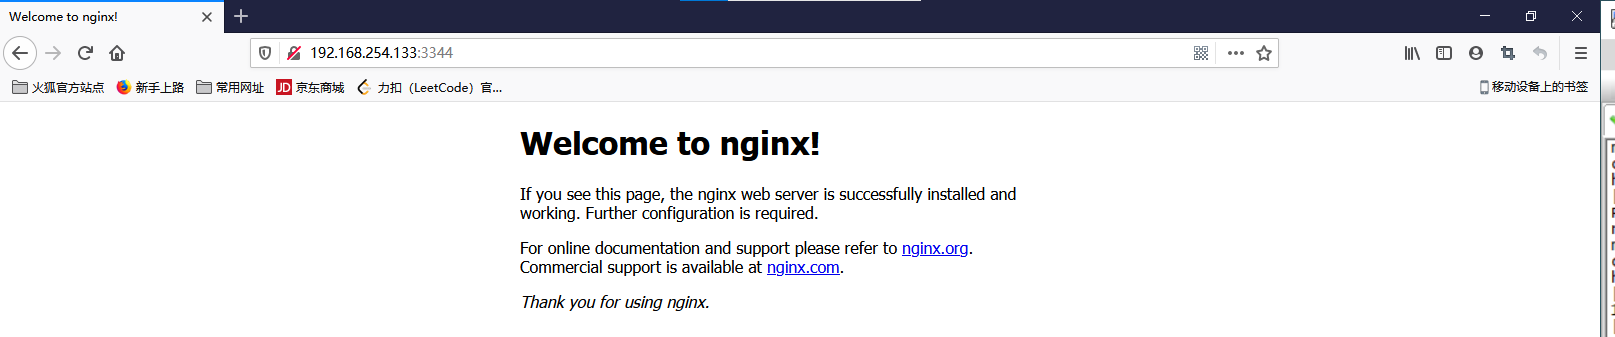 Welcome to nginx!
192.168.254.133:3344
火狐官方站点 新手上路 常用网址 JD 京东商城 力扣（LeetCode）官... 移动设备上的书签
Welcome to nginx!
If you see this page, the nginx web server is successfully installed and
working. Further configuration is required.
For online documentation and support please refer to nginx.org.
Commercial support is available at nginx.com.
Thank you for using nginx.